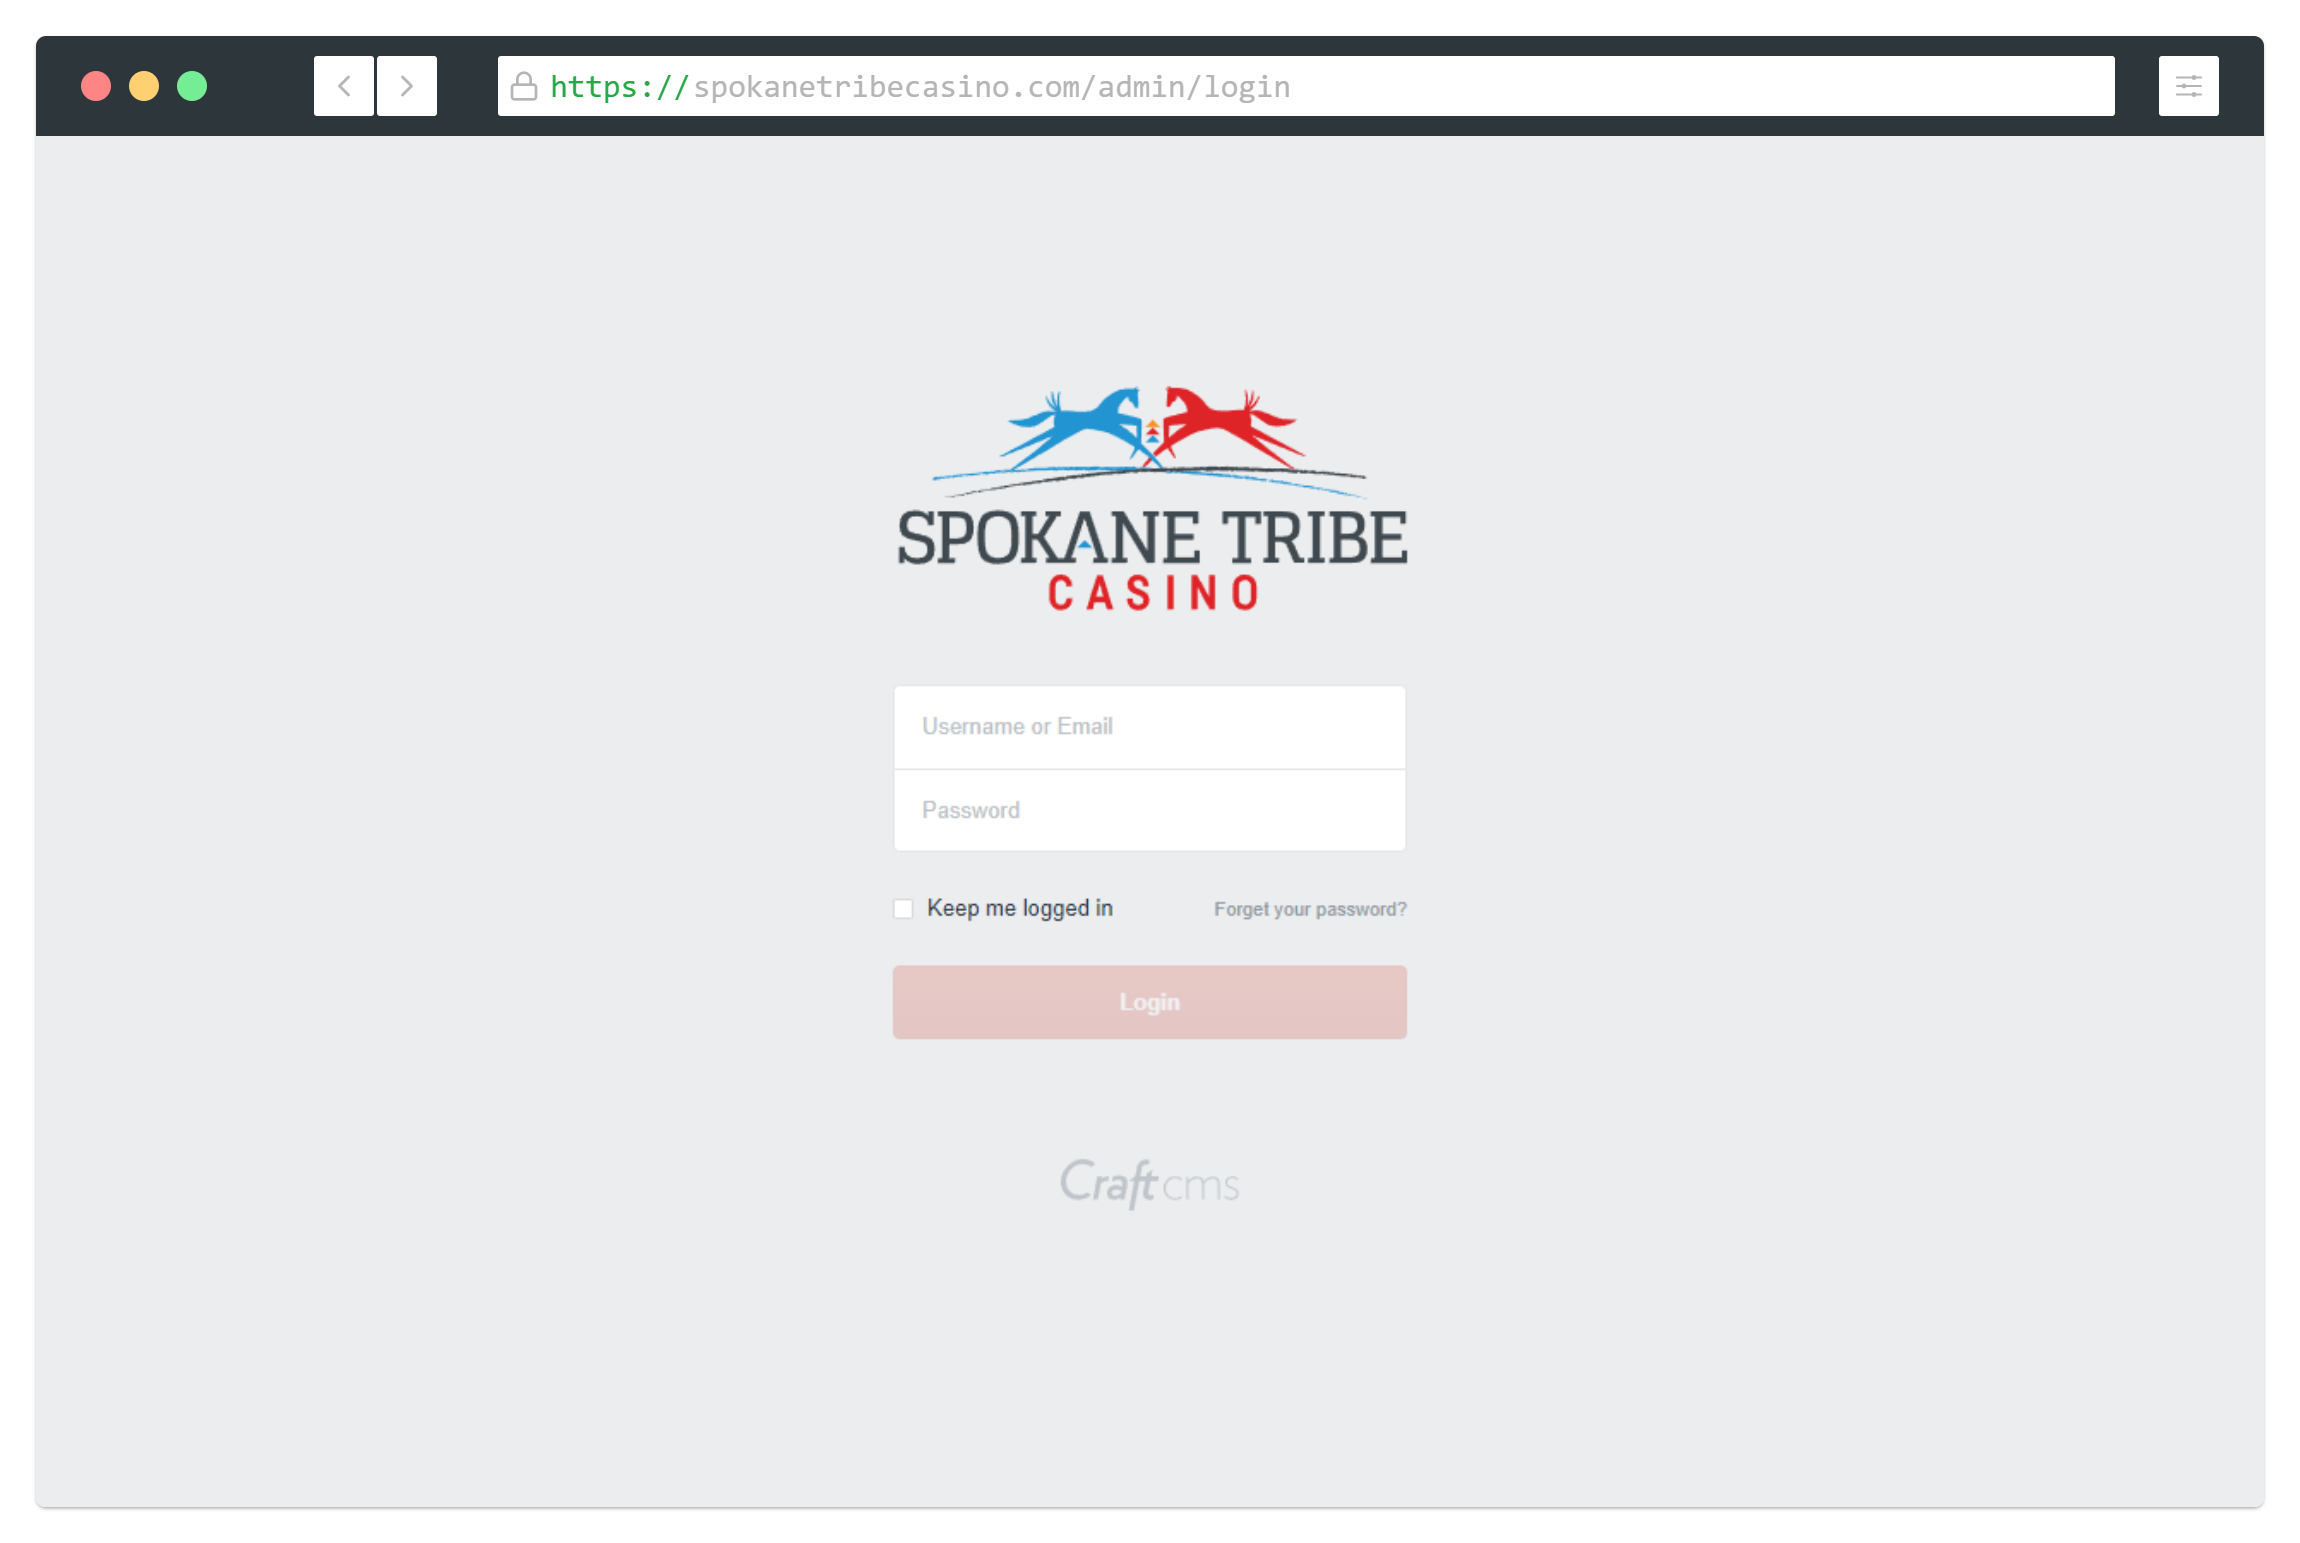 https://spokanetribecasino.com/admin/login
SPOKANE TRIBE
CASINO
Username or Email
Password
Keep me logged in
Forget your password?
Login
Craft cms